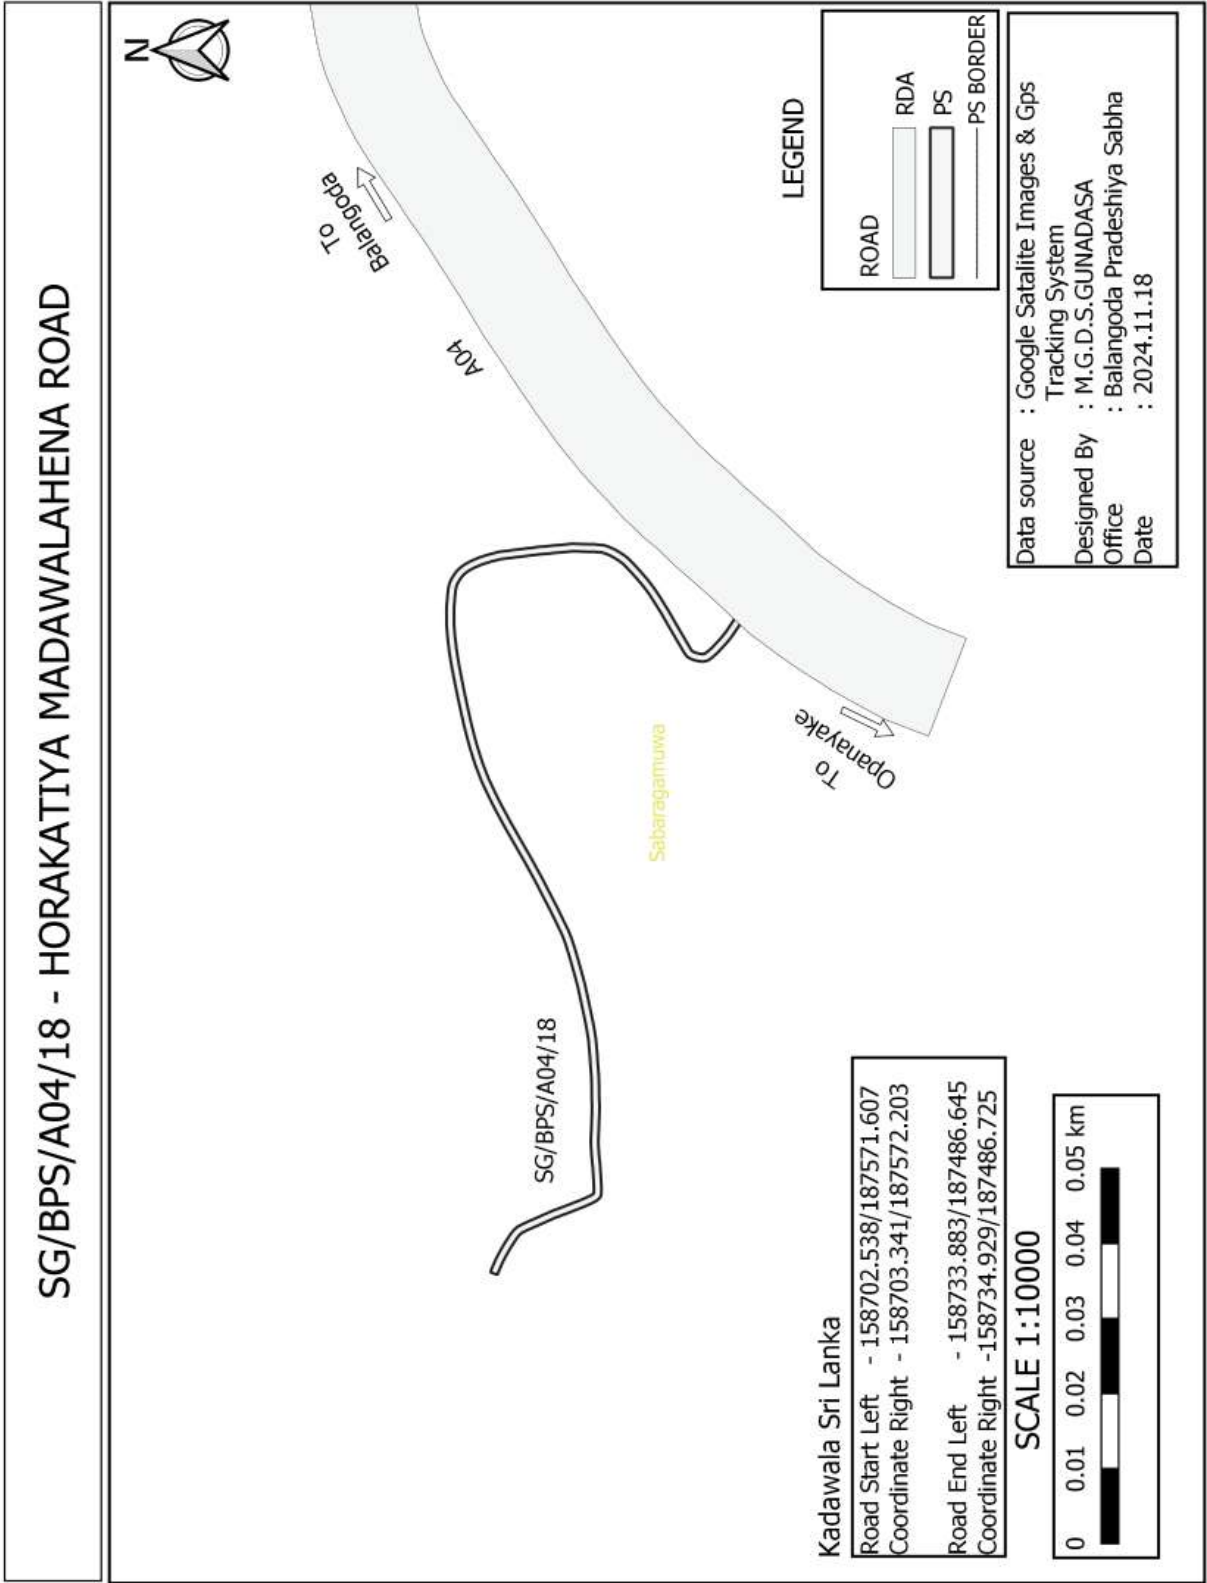 SG/BPS/A04/18 - HORAKATIYA MADAWALAHENA ROAD
N
To
Balangoda
A04
SG/BPS/A04/18
Sabaragamuwa
To
Opanayake
LEGEND
ROAD
RDA
PS
PS BORDER
Kadawala Sri Lanka
Road Start Left - 158702.538/187571.607
Coordinate Right - 158703.341/187572.203
Road End Left - 158733.883/187486.645
Coordinate Right -158734.929/187486.725
SCALE 1:10000
0 0.01 0.02 0.03 0.04 0.05 km
Data source : Google Satalite Images & Gps
Tracking System
Designed By : M.G.D.S.GUNADASA
Office : Balangoda Pradeshiya Sabha
Date : 2024.11.18